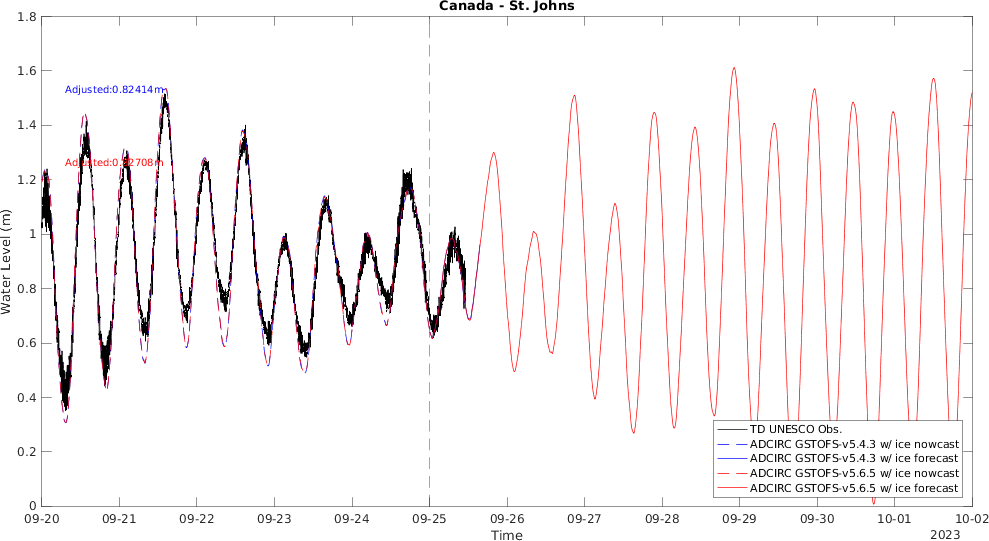 Canada - St. Johns
1.8
1.6
1.4
1.2
1
0.8
0.6
0.4
0.2
0
Water Level (m)
Adjusted:0.82414m
Adjusted:0.82708m
TD UNESCO Obs.
ADCIRC GSTOFS-v5.4.3 w/ ice nowcast
ADCIRC GSTOFS-v5.4.3 w/ ice forecast
ADCIRC GSTOFS-v5.6.5 w/ ice nowcast
ADCIRC GSTOFS-v5.6.5 w/ ice forecast
09-20 09-21 09-22 09-23 09-24 09-25 09-26 09-27 09-28 09-29 09-30 10-01 10-02
Time
2023